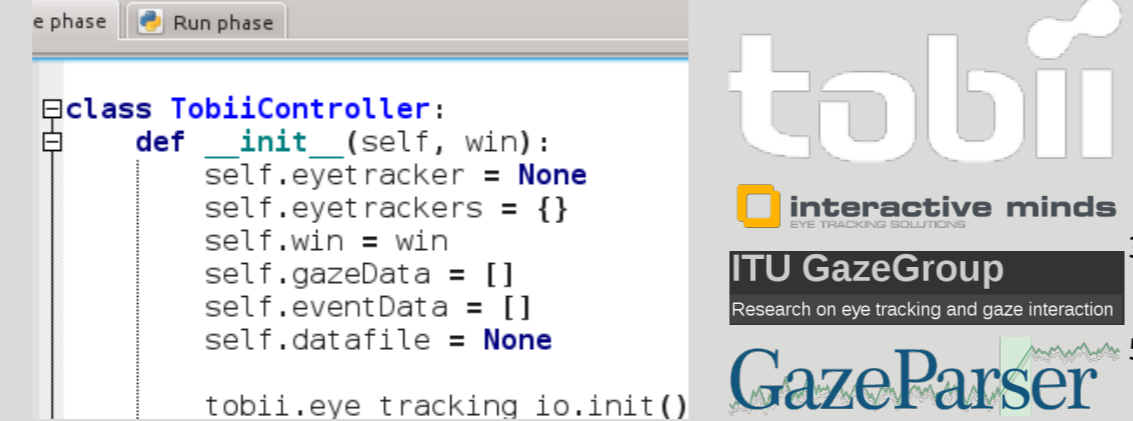 e phase
Run phase
class TobiiController:
def __init__(self, win):
self.eyetracker = None
self.eyetrackers = {}
self.win = win
self.gazeData = []
self.eventData = []
self.datafile = None
tobii.eye_tracking_io.init()
tobii
interactive minds
EYE TRACKING SOLUTIONS
ITU GazeGroup
Research on eye tracking and gaze interaction
GazeParser